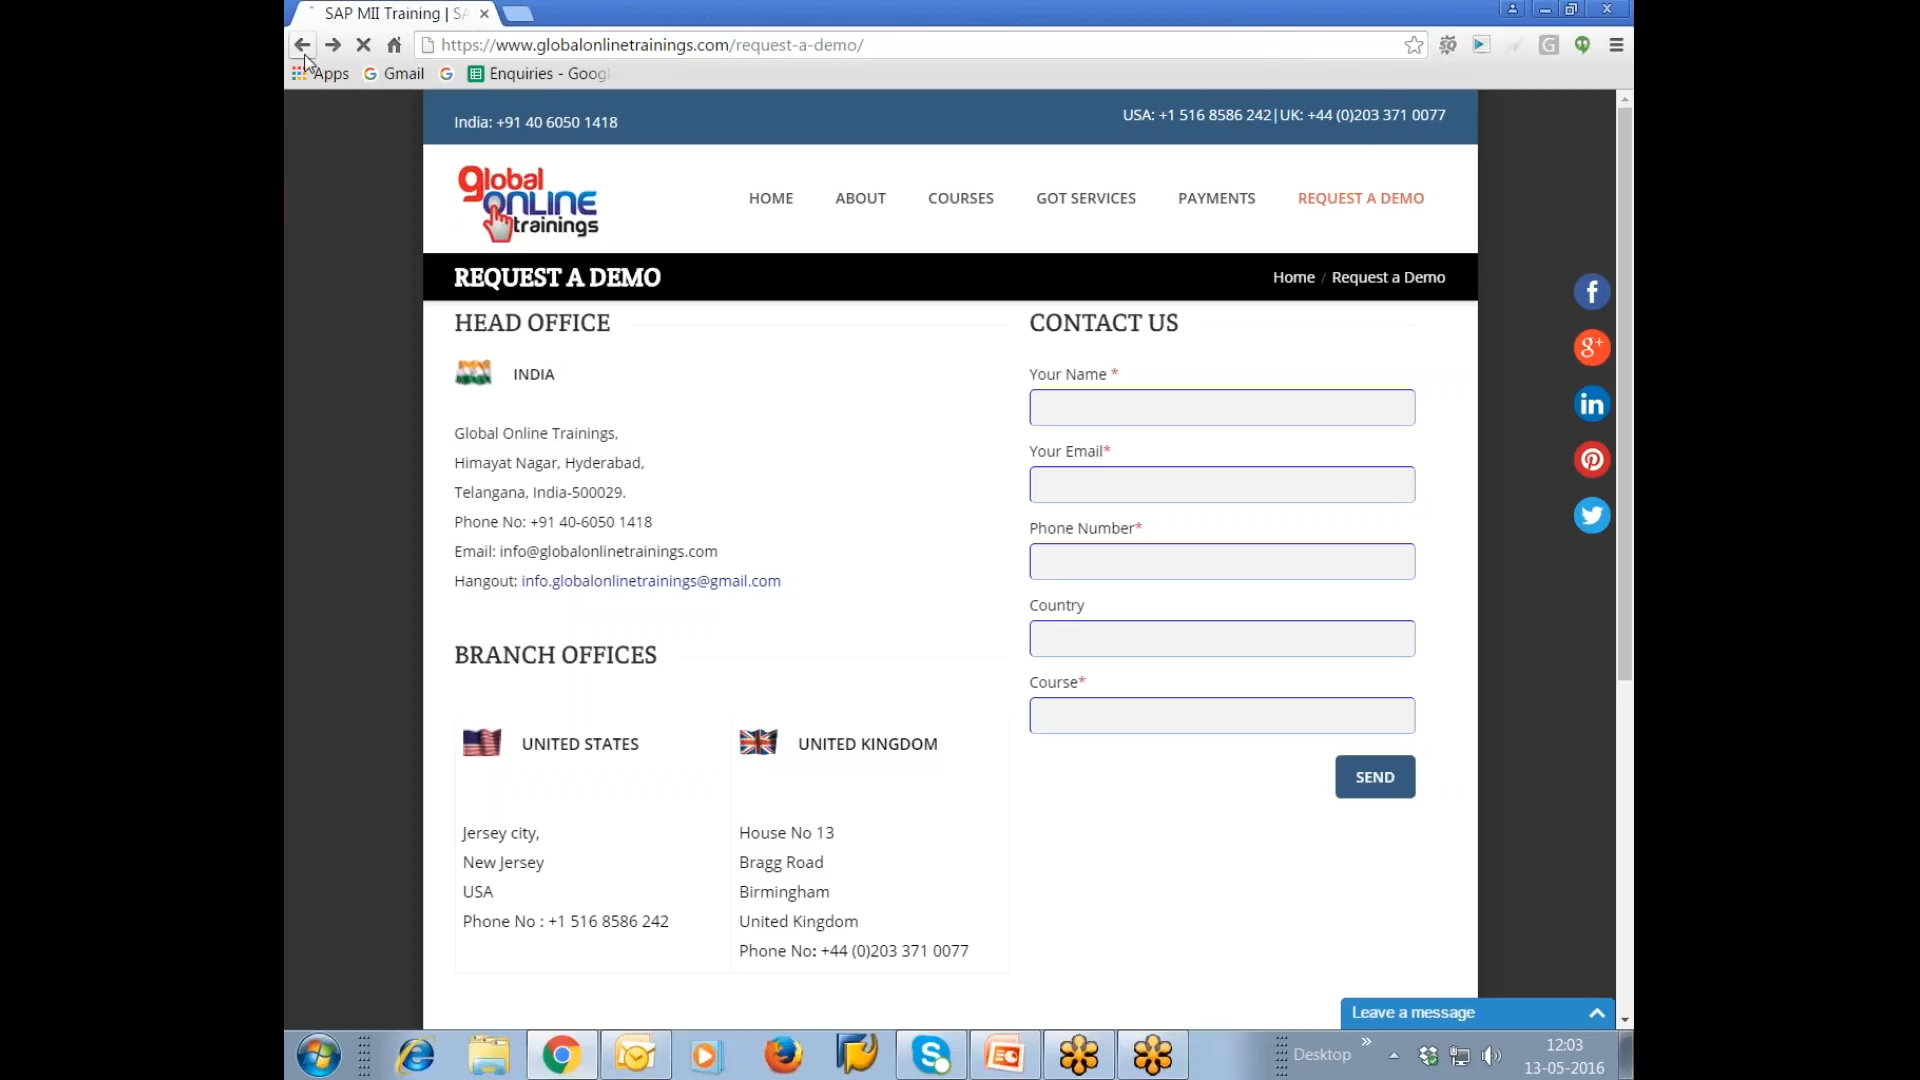 SAP MII Training | SA
https://www.globalonlinetrainings.com/request-a-demo/
Apps
Gmail
Enquiries - Googl
India: +91 40 6050 1418
USA: +1 516 8586 242|UK: +44 (0)203 371 0077
global
ONLINE
trainings
HOME
ABOUT
COURSES
GOT SERVICES
PAYMENTS
REQUEST A DEMO
REQUEST A DEMO
Home / Request a Demo
HEAD OFFICE
INDIA
Global Online Trainings,
Himayat Nagar, Hyderabad,
Telangana, India-500029.
Phone No: +91 40-6050 1418
Email: info@globalonlinetrainings.com
Hangout: info.globalonlinetrainings@gmail.com
BRANCH OFFICES
UNITED STATES
Jersey city,
New Jersey
USA
Phone No : +1 516 8586 242
UNITED KINGDOM
House No 13
Bragg Road
Birmingham
United Kingdom
Phone No: +44 (0)203 371 0077
CONTACT US
Your Name *
Your Email*
Phone Number*
Country
Course*
SEND
Leave a message
Desktop
12:03
13-05-2016